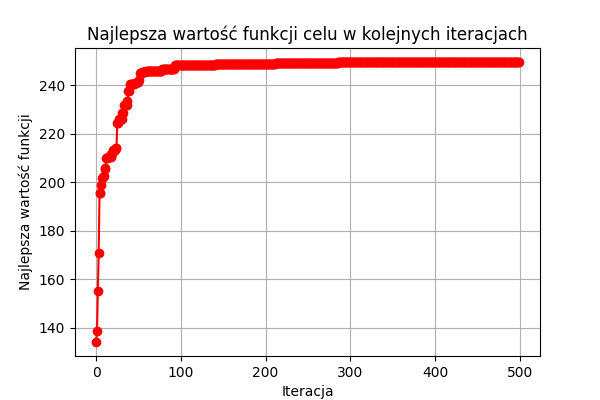 Najlepsza wartość funkcji celu w kolejnych iteracjach
Najlepsza wartość funkcji
240
220
200
180
160
140
0 100 200 300 400 500
Iteracja